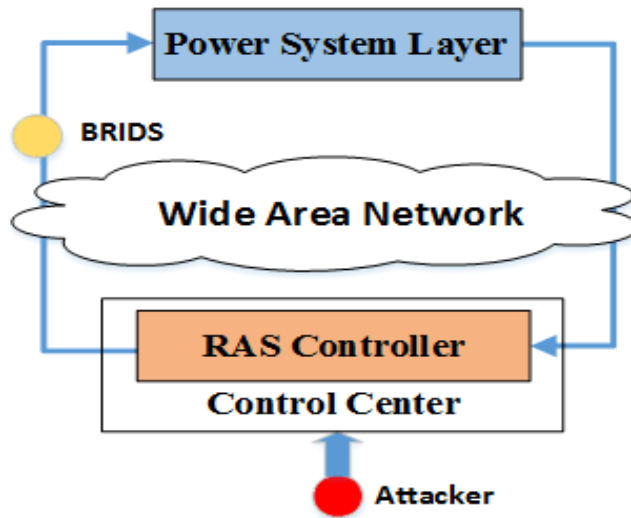 Power System Layer
BRIDS
Wide Area Network
RAS Controller
Control Center
Attacker